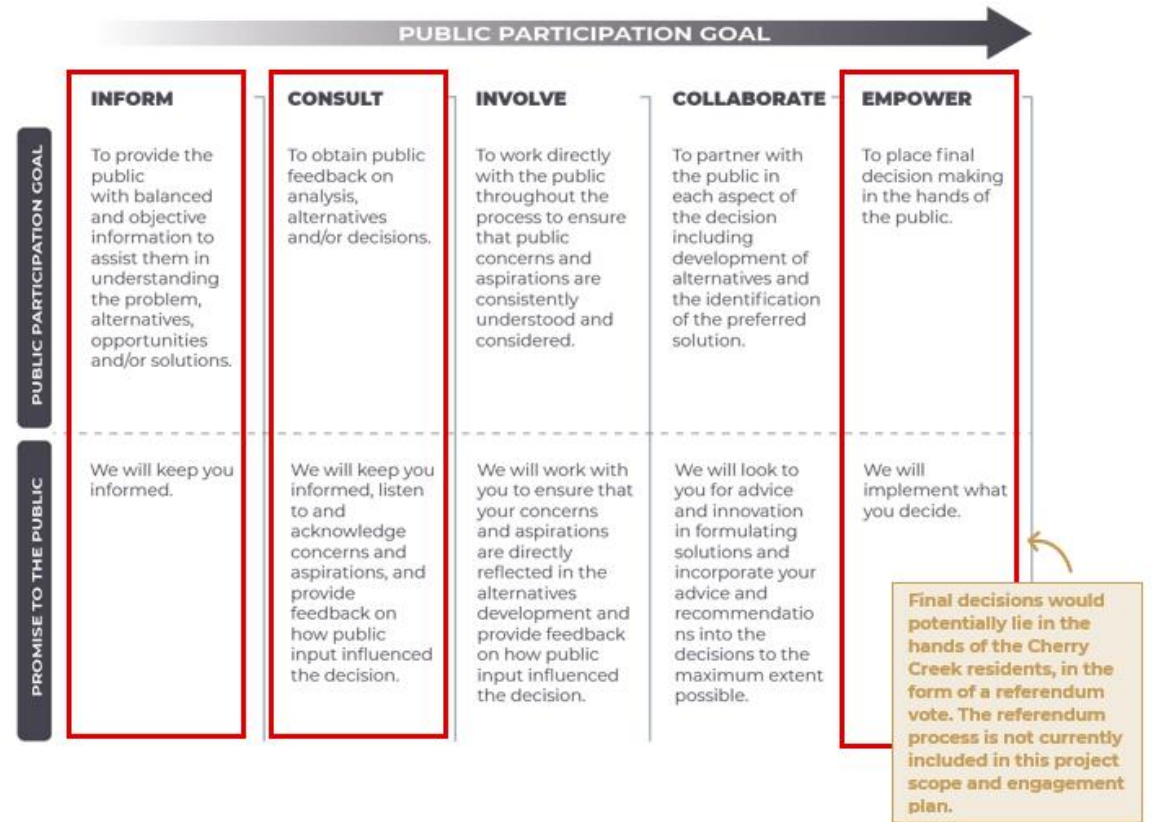 PUBLIC PARTICIPATION GOAL
PUBLIC PARTICIPATION GOAL
INFORM
To provide the
public
with balanced
and objective
information to
assist them in
understanding
the problem,
alternatives,
opportunities
and/or solutions.
CONSULT
To obtain public
feedback on
analysis,
alternatives
and/or decisions.
INVOLVE
To work directly
with the public
throughout the
process to ensure
that public
concerns and
aspirations are
consistently
understood and
considered.
COLLABORATE
To partner with
the public in
each aspect of
the decision
including
development of
alternatives and
the identification
of the preferred
solution.
EMPOWER
To place final
decision making
in the hands of
the public.
PROMISE TO THE PUBLIC
We will keep you
informed.
We will keep you
informed, listen
to and
acknowledge
concerns and
aspirations, and
provide
feedback on
how public
input influenced
the decision.
We will work with
you to ensure that
your concerns
and aspirations
are directly
reflected in the
alternatives
development and
provide feedback
on how public
input influenced
the decision.
We will look to
you for advice
and innovation
in formulating
solutions and
incorporate your
advice and
recommendatio
ns into the
decisions to the
maximum extent
possible.
We will
implement what
you decide.
Final decisions would
potentially lie in the
hands of the Cherry
Creek residents, in the
form of a referendum
vote. The referendum
process is not currently
included in this project
scope and engagement
plan.